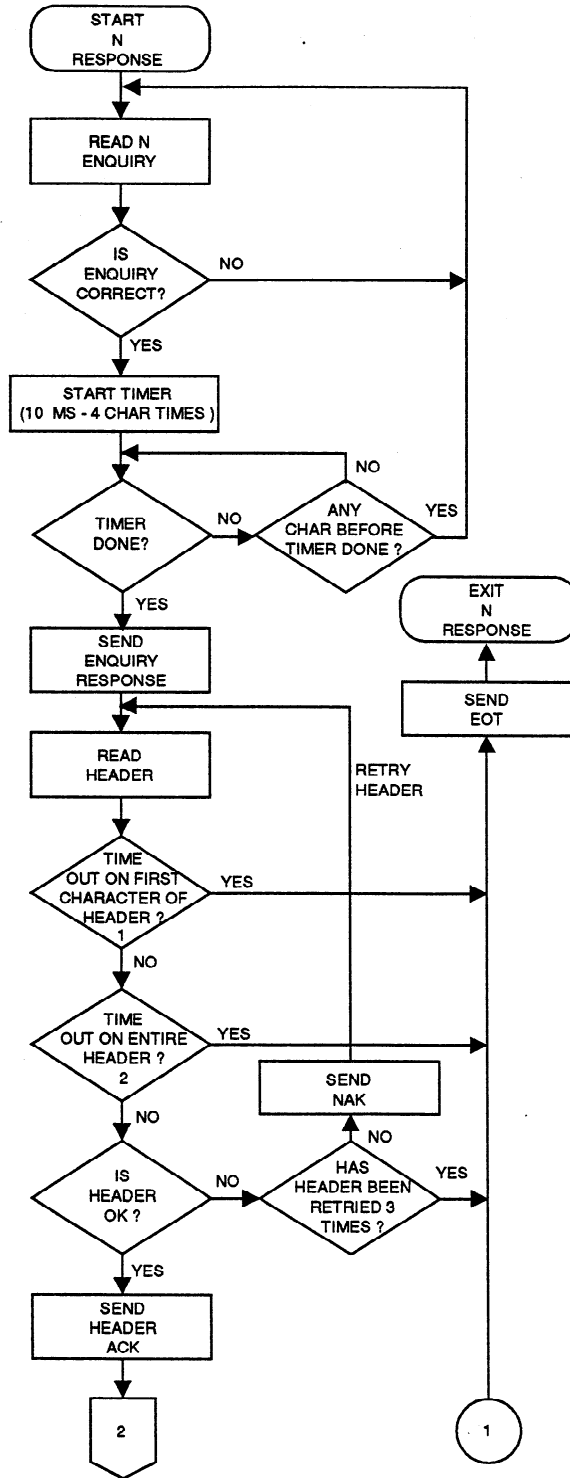 START
N
RESPONSE
READ N
ENQUIRY
IS
ENQUIRY
CORRECT?
NO
YES
START TIMER
(10 MS - 4 CHAR TIMES )
TIMER
DONE?
NO
ANY
CHAR BEFORE
TIMER DONE ?
NO
YES
YES
SEND
ENQUIRY
RESPONSE
EXIT
N
RESPONSE
SEND
EOT
READ
HEADER
RETRY
HEADER
TIME
OUT ON FIRST
CHARACTER OF
HEADER ?
1
YES
NO
TIME
OUT ON ENTIRE
HEADER ?
2
YES
NO
SEND
NAK
NO
IS
HEADER
OK ?
NO
HAS
HEADER BEEN
RETRIED 3
TIMES ?
YES
YES
SEND
HEADER
ACK
2
1